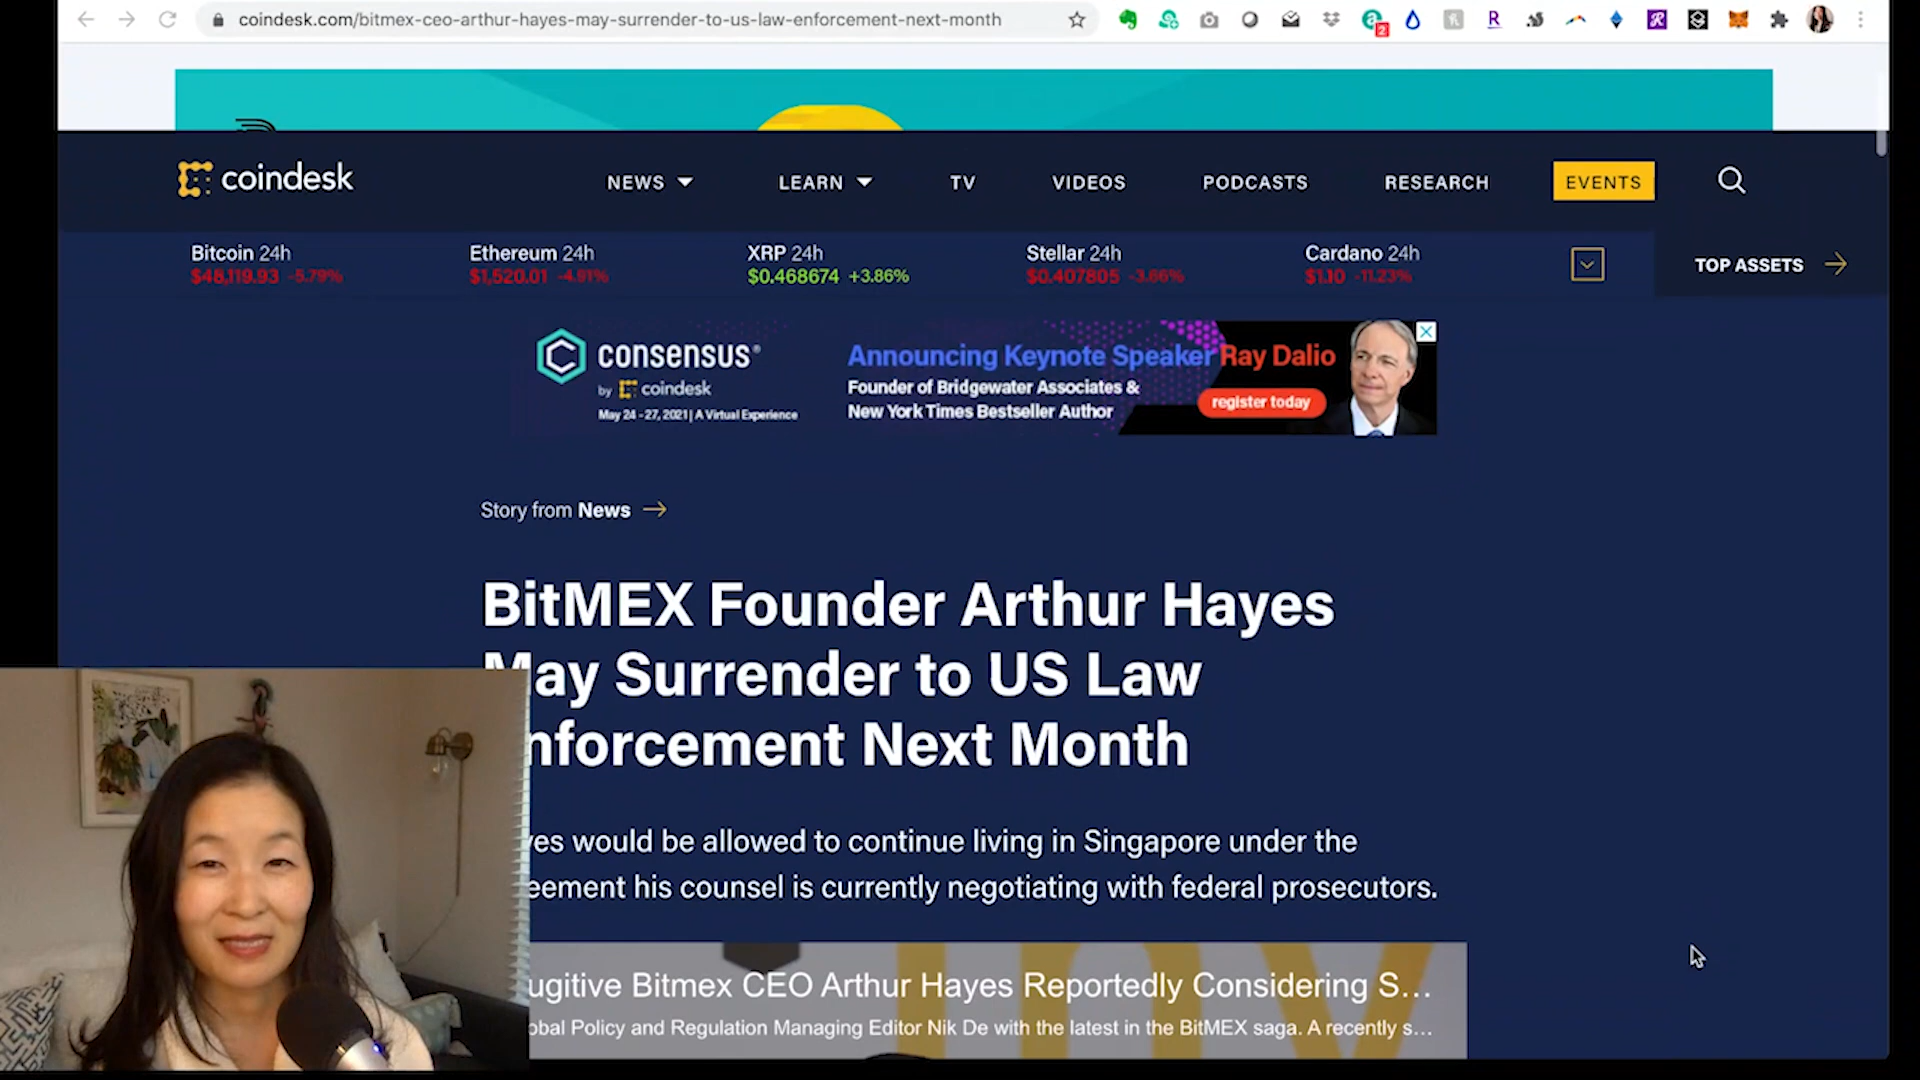 coindesk.com/bitmex-ceo-arthur-hayes-may-surrender-to-us-law-enforcement-next-month
2
R
coindesk
NEWS
LEARN
TV
VIDEOS
PODCASTS
RESEARCH
EVENTS
Bitcoin 24h
$48,119.93 -5.79%
Ethereum 24h
$1,520.01 -4.91%
XRP 24h
$0.468674 +3.86%
Stellar 24h
$0.407805 -3.66%
Cardano 24h
$1.10 -11.23%
TOP ASSETS
consensus®
by coindesk
May 24 - 27, 2021 | A Virtual Experience
Announcing Keynote Speaker Ray Dalio
Founder of Bridgewater Associates &
New York Times Bestseller Author
register today
Story from News
BitMEX Founder Arthur Hayes
May Surrender to US Law
nforcement Next Month
es would be allowed to continue living in Singapore under the
eement his counsel is currently negotiating with federal prosecutors.
ugitive Bitmex CEO Arthur Hayes Reportedly Considering S...
obal Policy and Regulation Managing Editor Nik De with the latest in the BitMEX saga. A recently s...